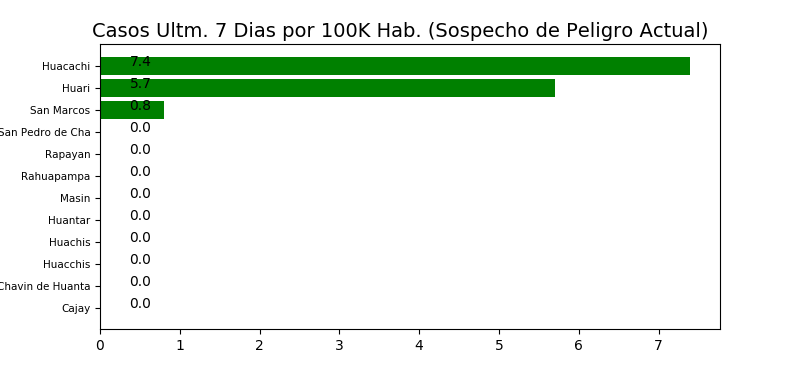 Casos Ultm. 7 Dias por 100K Hab. (Sospecho de Peligro Actual)
Huacachi 7.4
Huari 5.7
San Marcos 0.8
San Pedro de Cha 0.0
Rapayan 0.0
Rahuapampa 0.0
Masin 0.0
Huantar 0.0
Huachis 0.0
Huacchis 0.0
Chavin de Huanta 0.0
Cajay 0.0
0 1 2 3 4 5 6 7